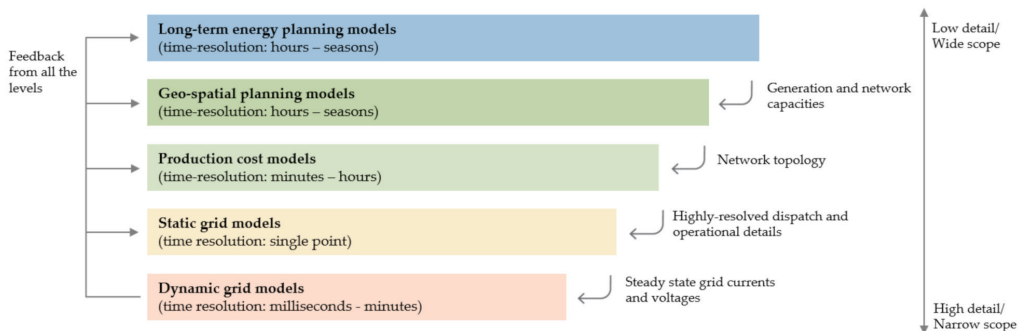 Long-term energy planning models
(time-resolution: hours – seasons)
Low detail/
Wide scope
Feedback
from all the
levels
Geo-spatial planning models
(time resolution: hours – seasons)
Generation and network
capacities
Production cost models
(time-resolution: minutes – hours)
Network topology
Static grid models
(time resolution: single point)
Highly-resolved dispatch and
operational details
Dynamic grid models
(time resolution: milliseconds - minutes)
Steady state grid currents
and voltages
High detail/
Narrow scope